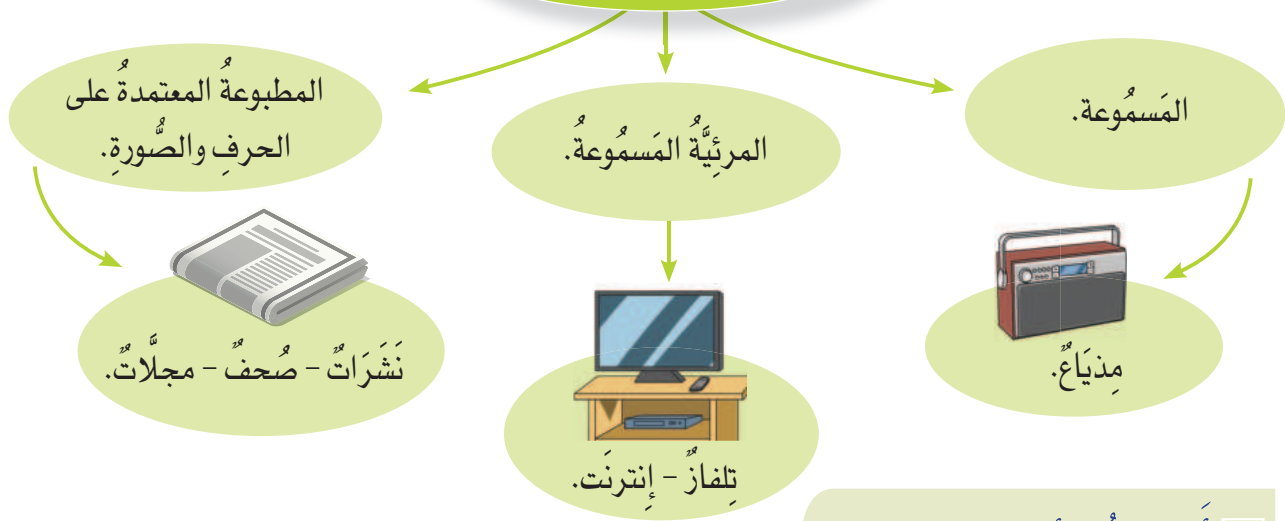 المَسمُوعة.
المرئِيَّةُ المَسمُوعةُ.
المطبوعةُ المعتمدةُ على
الحرفِ والصُّورةِ.
مِذيَاعٌ.
تِلفازٌ - إِنترنَت.
نَشَرَاتٌ - صُحفٌ - مجلَّاتٌ.